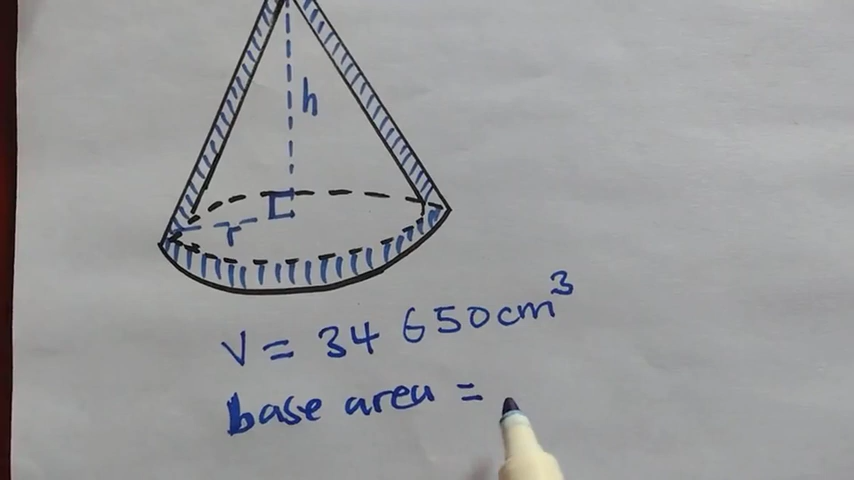 h
r
V = 34 650cm³
base area =